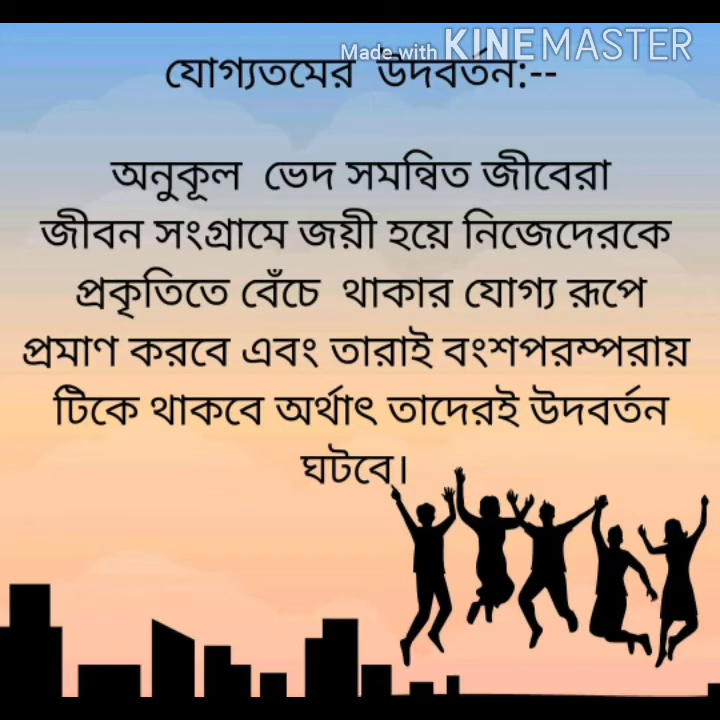 Made with KINEMASTER
যোগ্যতমের উদবর্তন:--
অনুকূল ভেদ সমন্বিত জীবেরা
জীবন সংগ্রামে জয়ী হয়ে নিজেদেরকে
প্রকৃতিতে বেঁচে থাকার যোগ্য রূপে
প্রমাণ করবে এবং তারাই বংশপরম্পরায়
টিকে থাকবে অর্থাৎ তাদেরই উদবর্তন
ঘটবে।